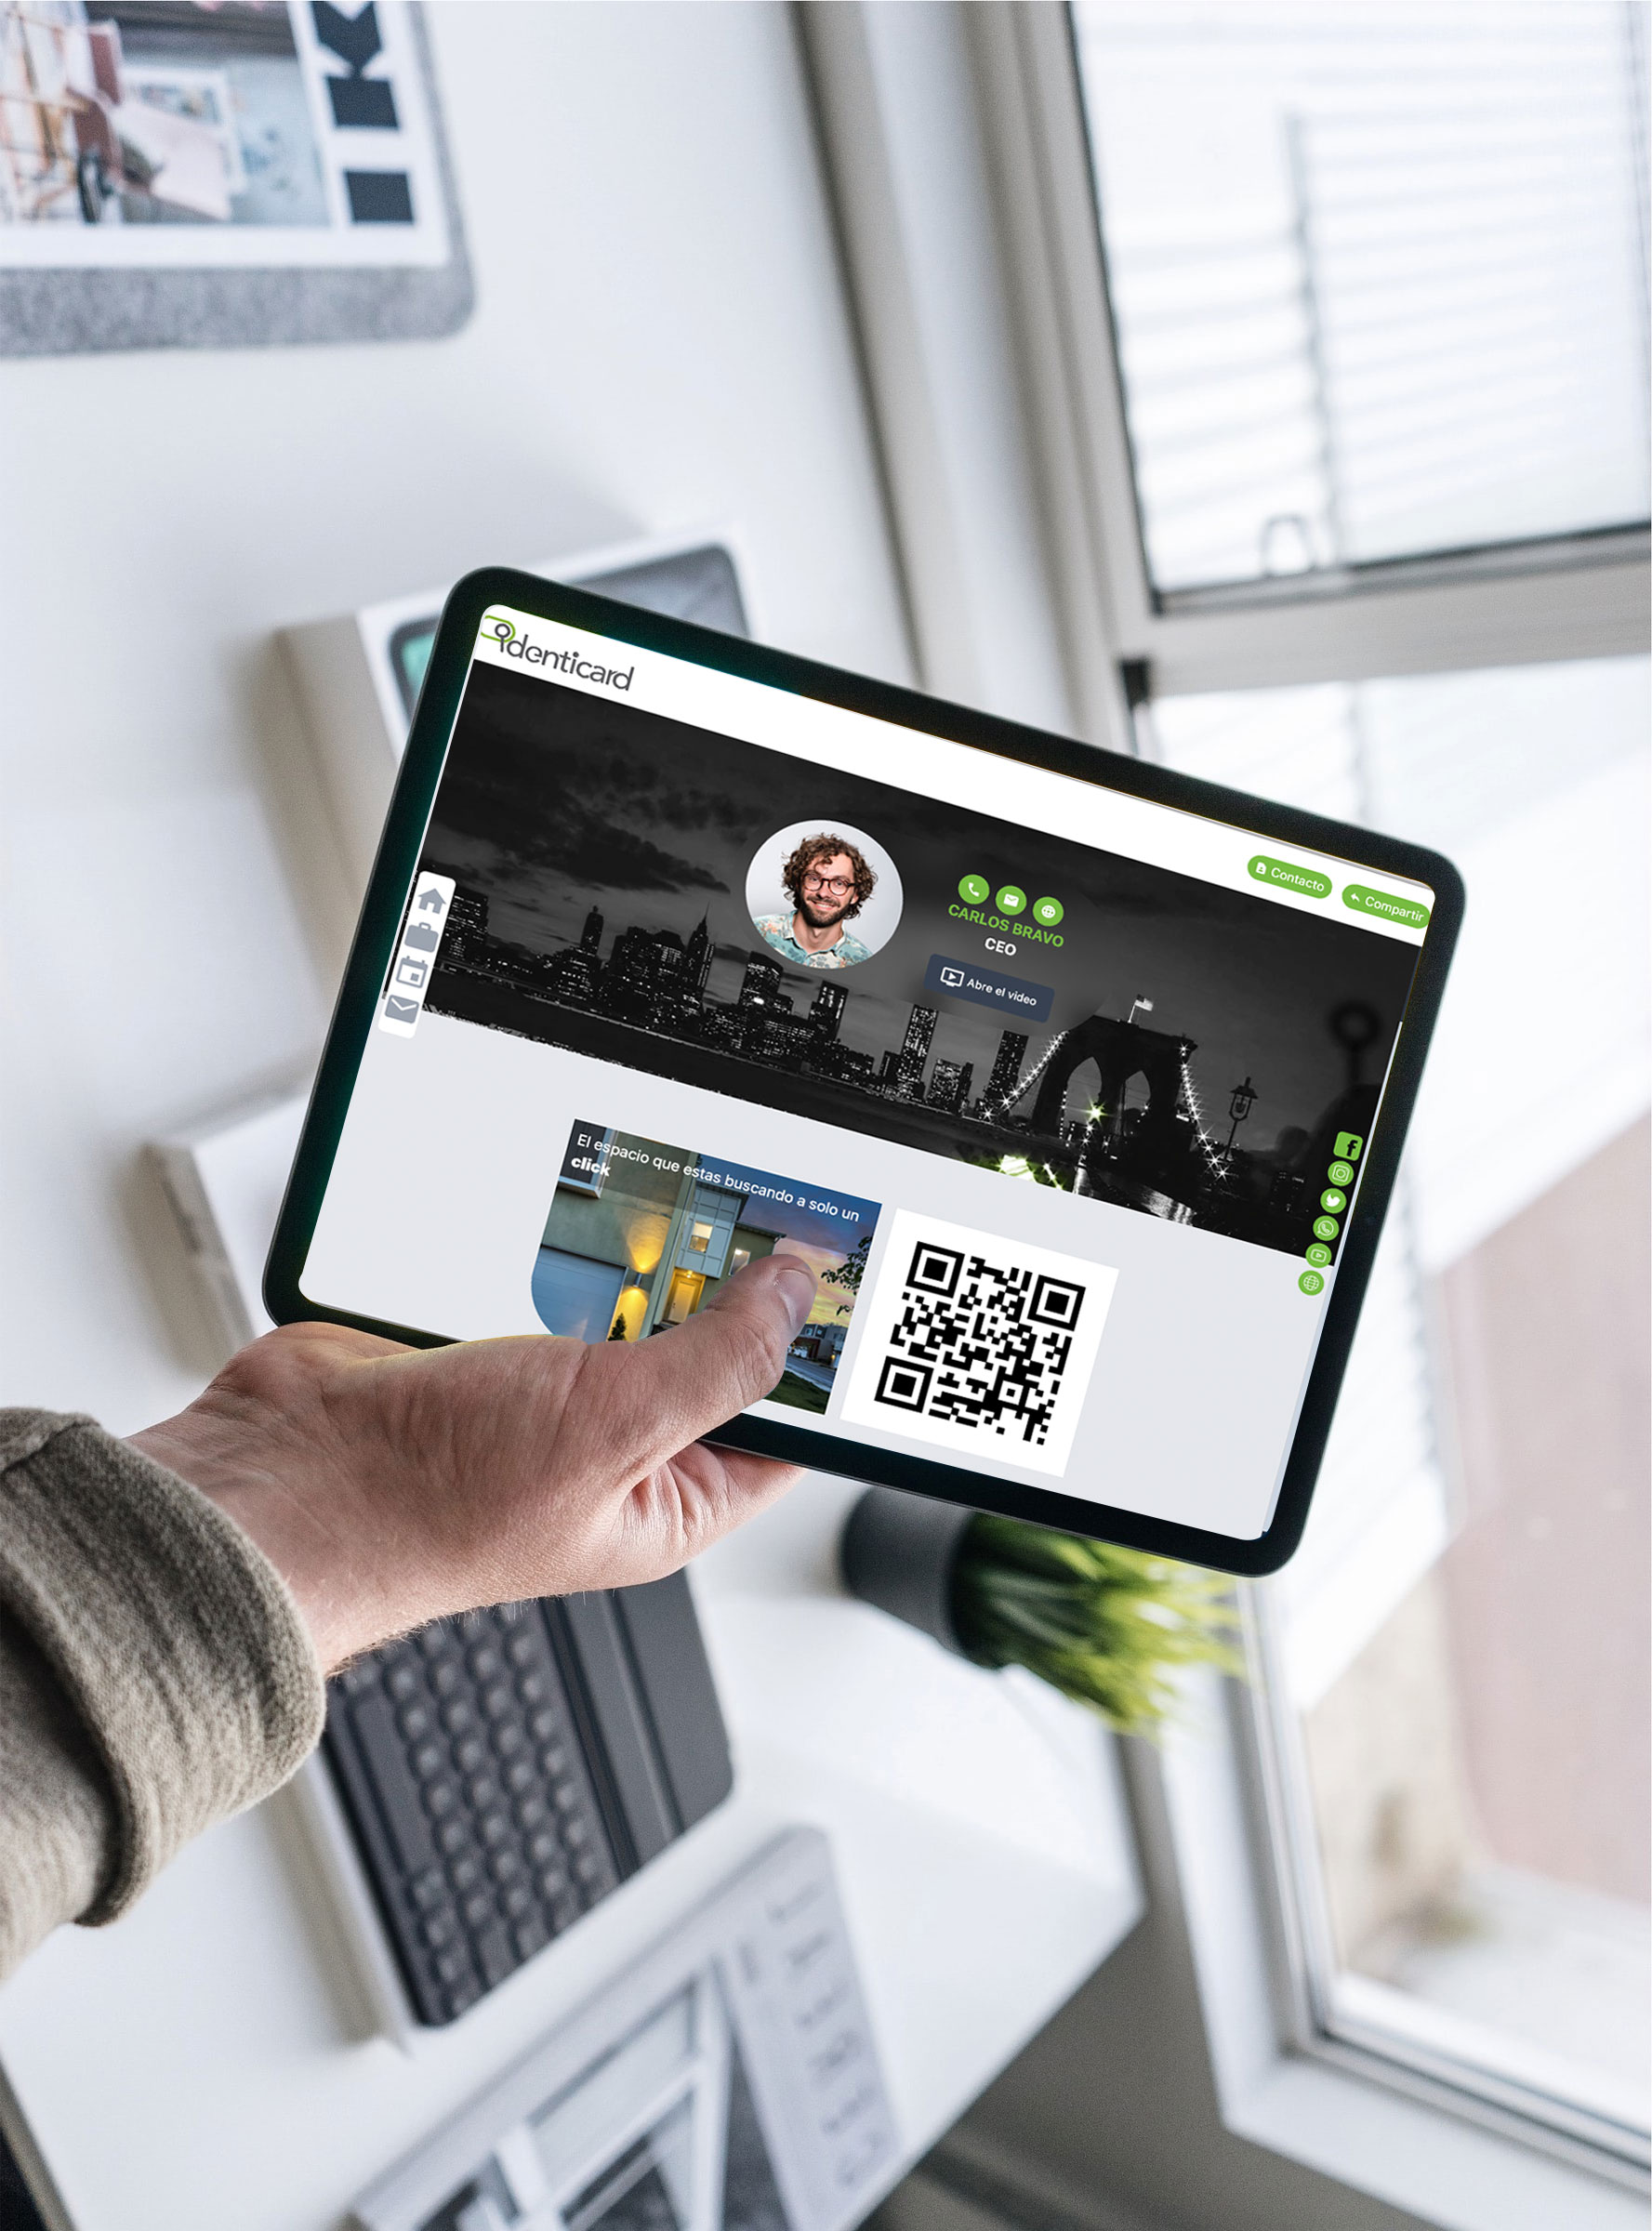 identicard
Contacto
Compartir
CARLOS BRAVO
CEO
Abre el video
El espacio que estas buscando a solo un
click